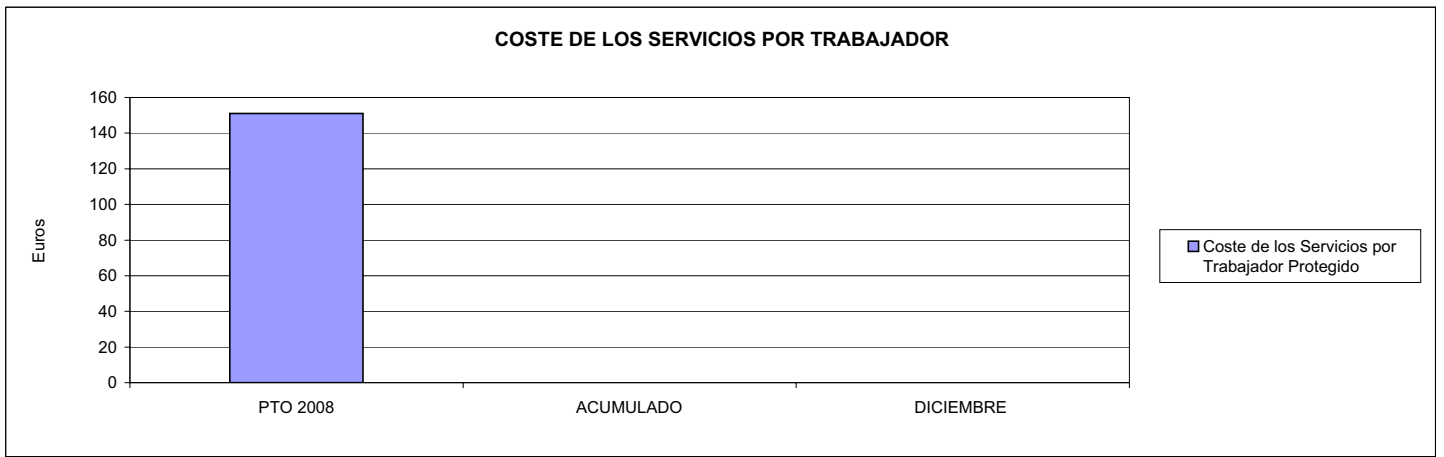 COSTE DE LOS SERVICIOS POR TRABAJADOR
160
140
120
100
80
60
40
20
0
Euros
PTO 2008
ACUMULADO
DICIEMBRE
Coste de los Servicios por
Trabajador Protegido